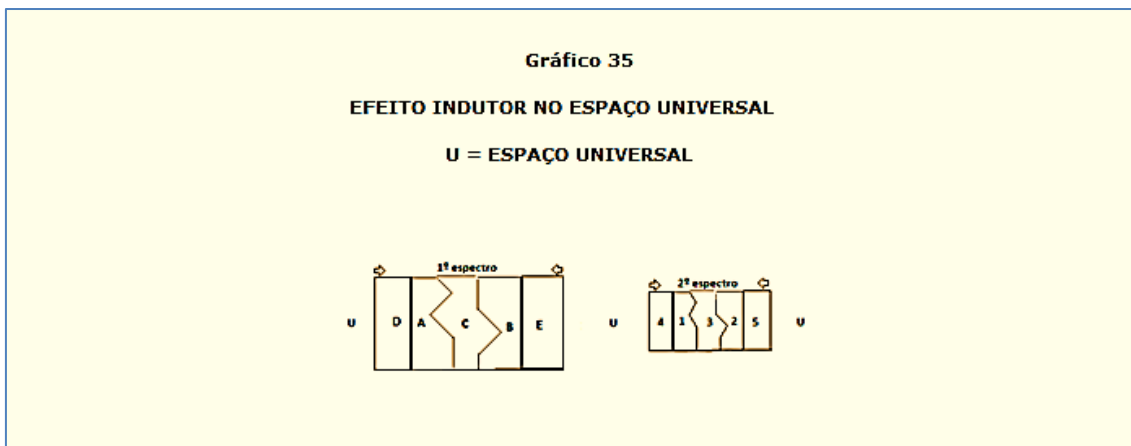 Gráfico 35
EFEITO INDUTOR NO ESPAÇO UNIVERSAL
U = ESPAÇO UNIVERSAL
1º espectro
U D A C B E U
2º espectro
4 1 3 2 5 U